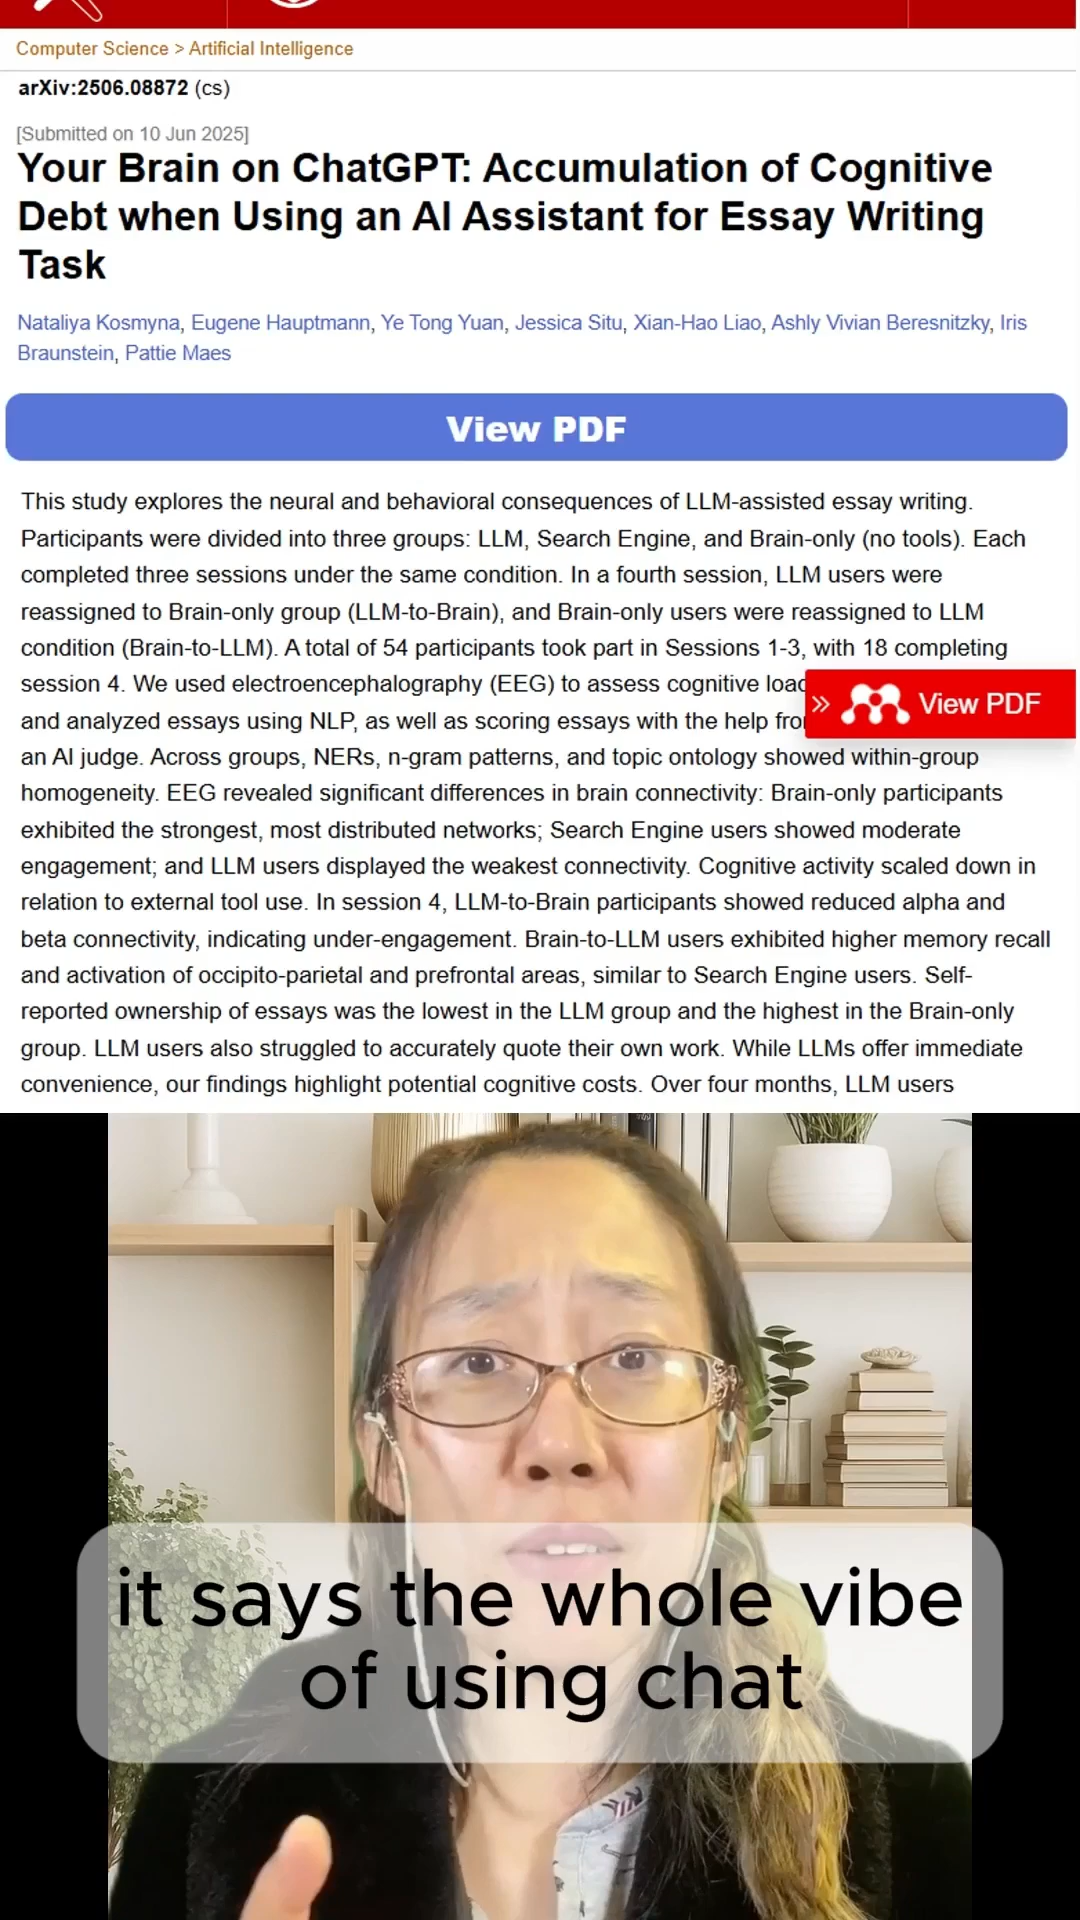 Computer Science > Artificial Intelligence
arXiv:2506.08872 (cs)
[Submitted on 10 Jun 2025]
Your Brain on ChatGPT: Accumulation of Cognitive
Debt when Using an AI Assistant for Essay Writing
Task
Nataliya Kosmyna, Eugene Hauptmann, Ye Tong Yuan, Jessica Situ, Xian-Hao Liao, Ashly Vivian Beresnitzky, Iris
Braunstein, Pattie Maes
View PDF
This study explores the neural and behavioral consequences of LLM-assisted essay writing.
Participants were divided into three groups: LLM, Search Engine, and Brain-only (no tools). Each
completed three sessions under the same condition. In a fourth session, LLM users were
reassigned to Brain-only group (LLM-to-Brain), and Brain-only users were reassigned to LLM
condition (Brain-to-LLM). A total of 54 participants took part in Sessions 1-3, with 18 completing
session 4. We used electroencephalography (EEG) to assess cognitive load
» View PDF
and analyzed essays using NLP, as well as scoring essays with the help from
an AI judge. Across groups, NERs, n-gram patterns, and topic ontology showed within-group
homogeneity. EEG revealed significant differences in brain connectivity: Brain-only participants
exhibited the strongest, most distributed networks; Search Engine users showed moderate
engagement; and LLM users displayed the weakest connectivity. Cognitive activity scaled down in
relation to external tool use. In session 4, LLM-to-Brain participants showed reduced alpha and
beta connectivity, indicating under-engagement. Brain-to-LLM users exhibited higher memory recall
and activation of occipito-parietal and prefrontal areas, similar to Search Engine users. Self-
reported ownership of essays was the lowest in the LLM group and the highest in the Brain-only
group. LLM users also struggled to accurately quote their own work. While LLMs offer immediate
convenience, our findings highlight potential cognitive costs. Over four months, LLM users
it says the whole vibe
of using chat